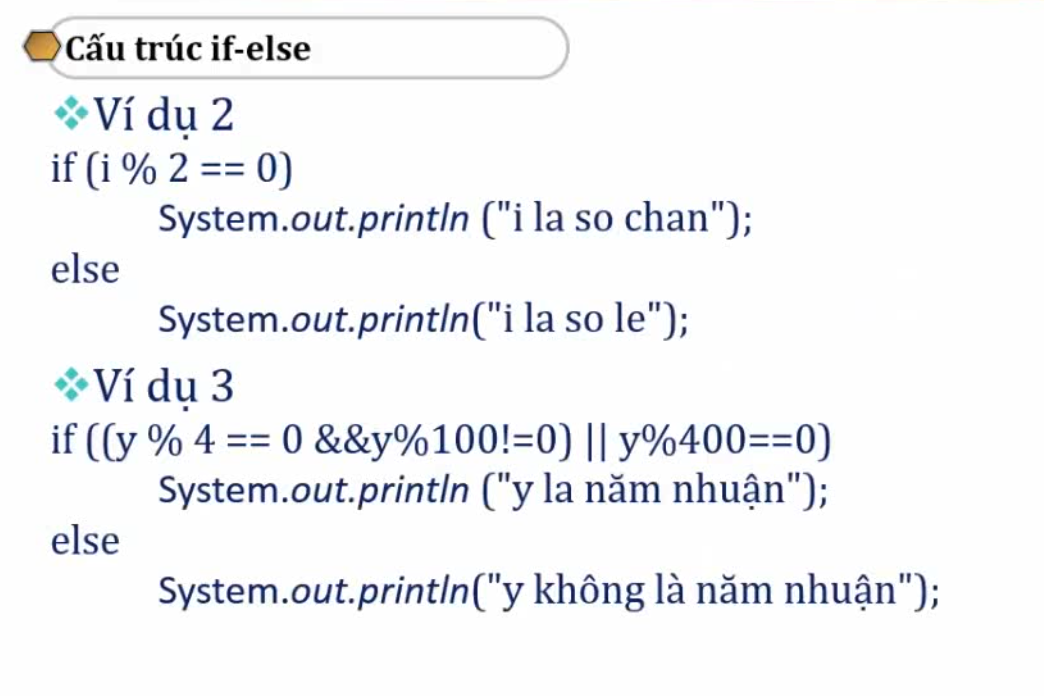 Cấu trúc if-else
Ví dụ 2
if (i % 2 == 0)
System.out.println ("i la so chan");
else
System.out.println("i la so le");
Ví dụ 3
if ((y % 4 == 0 &&y%100!=0) || y%400==0)
System.out.println ("y la năm nhuận");
else
System.out.println("y không là năm nhuận");